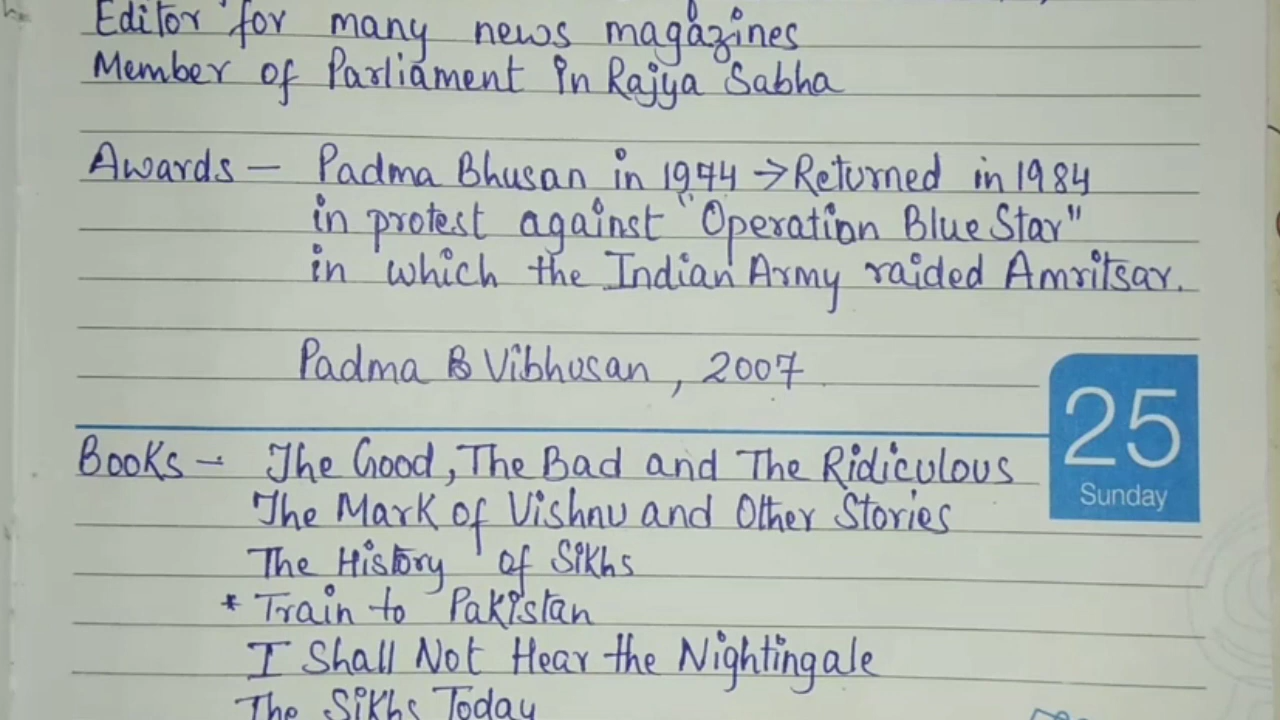 Editor for many news magazines
Member of Parliament in Rajya Sabha
Awards – Padma Bhusan in 1974 → Returned in 1984
in protest against "Operation Blue Star"
in which the Indian Army raided Amritsar.
Padma B Vibhusan, 2007
25
Sunday
Books – The Good, The Bad and The Ridiculous
The Mark of Vishnu and Other Stories
The History of Sikhs
* Train to Pakistan
I Shall Not Hear the Nightingale
The Sikhs Today